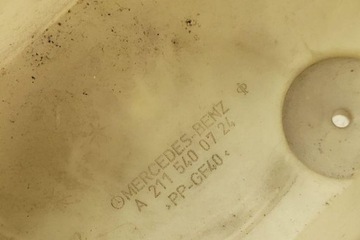 MERCEDES-BENZ
A 211 540 07 24
>PP-GF40<